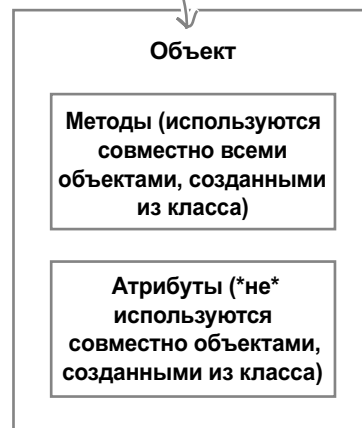 Объект
Методы (используются
совместно всеми
объектами, созданными
из класса)
Атрибуты (*не*
используются
совместно объектами,
созданными из класса)